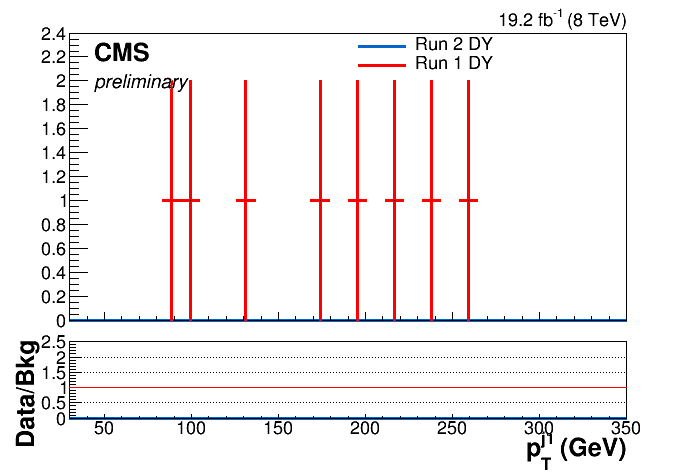 19.2 fb⁻¹ (8 TeV)
CMS
preliminary
Run 2 DY
Run 1 DY
2.4
2.2
2
1.8
1.6
1.4
1.2
1
0.8
0.6
0.4
0.2
0
Data/Bkg
2.5
2
1.5
1
0.5
0
50 100 150 200 250 300 350
p_T^j1 (GeV)